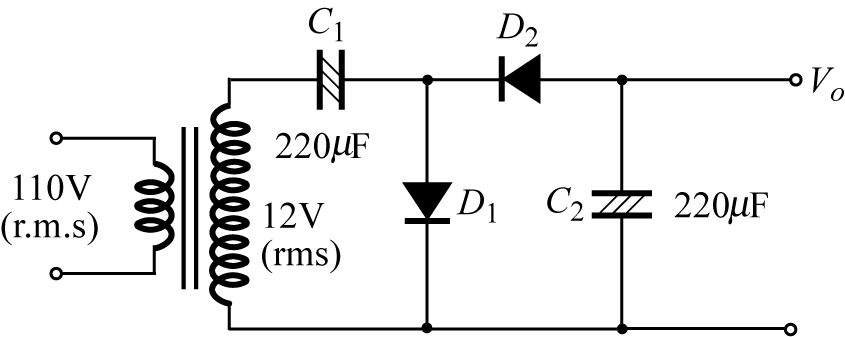 C₁
D₂
Vₒ
220μF
110V
(r.m.s)
12V
(rms)
D₁
C₂
220μF